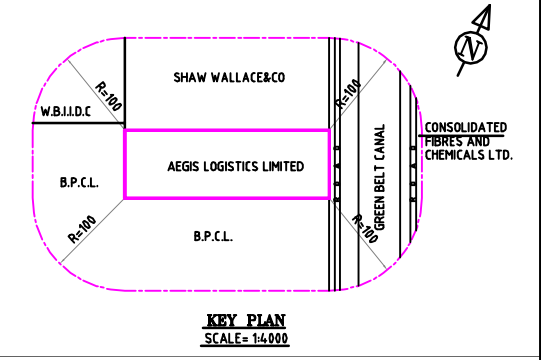 N
SHAW WALLACE&CO
R=100
R=100
W.B.I.I.D.C
CONSOLIDATED
FIBRES AND
CHEMICALS LTD.
AEGIS LOGISTICS LIMITED
GREEN BELT CANAL
B.P.C.L.
R=100
B.P.C.L.
R=100
KEY PLAN
SCALE= 1:4000